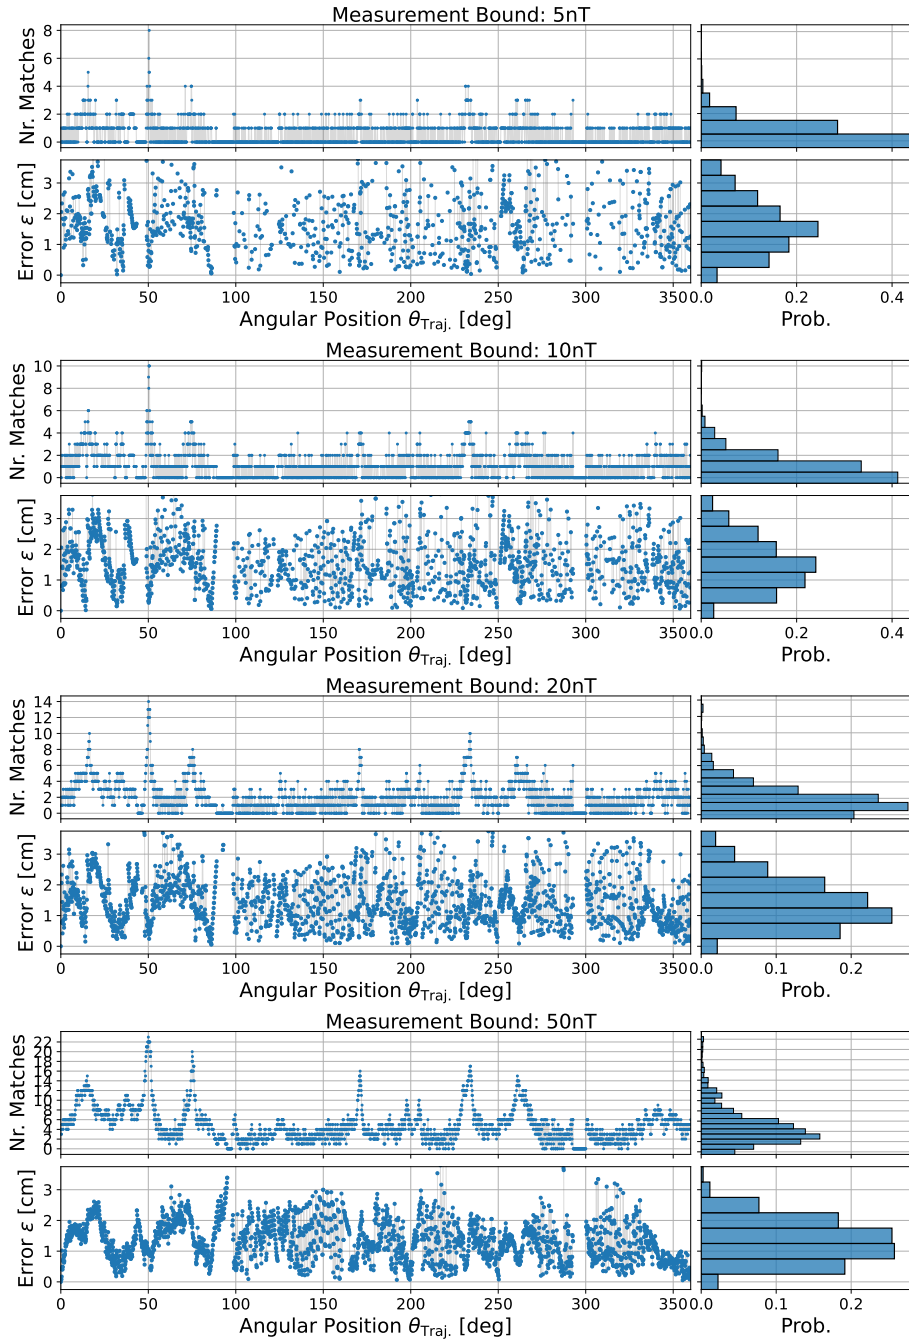 Measurement Bound: 5nT
Nr. Matches
8
6
4
2
0
Error ε [cm]
3
2
1
0
0 50 100 150 200 250 300 350 0.0 0.2 0.4
Angular Position θTraj. [deg] Prob.
Measurement Bound: 10nT
Nr. Matches
10
8
6
4
2
0
Error ε [cm]
3
2
1
0
0 50 100 150 200 250 300 350 0.0 0.2 0.4
Angular Position θTraj. [deg] Prob.
Measurement Bound: 20nT
Nr. Matches
14
12
10
8
6
4
2
0
Error ε [cm]
3
2
1
0
0 50 100 150 200 250 300 350 0.0 0.1 0.2
Angular Position θTraj. [deg] Prob.
Measurement Bound: 50nT
Nr. Matches
22
20
18
16
14
12
10
8
6
4
2
0
Error ε [cm]
3
2
1
0
0 50 100 150 200 250 300 350 0.0 0.1 0.2
Angular Position θTraj. [deg] Prob.